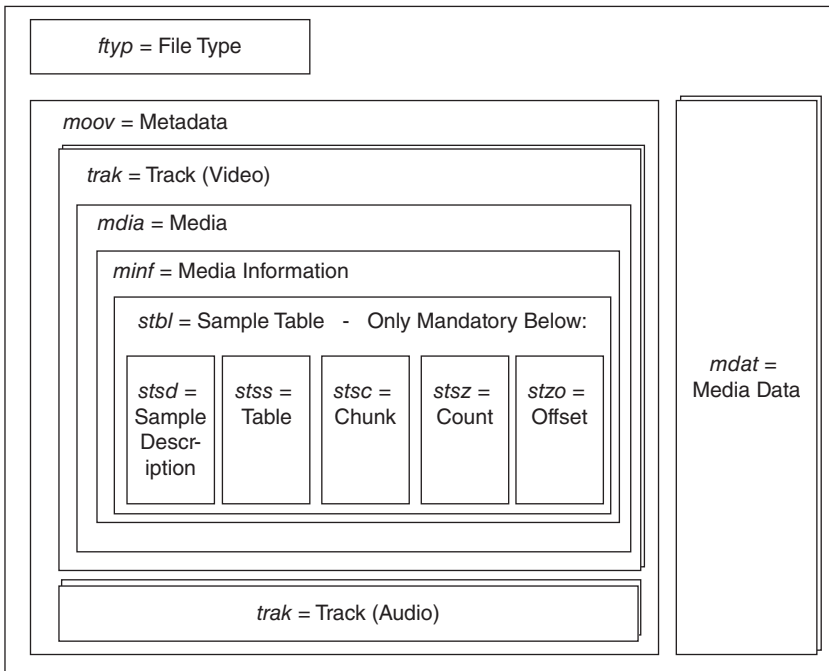 ftyp = File Type
moov = Metadata
trak = Track (Video)
mdia = Media
minf = Media Information
stbl = Sample Table - Only Mandatory Below:
stsd =
Sample
Descr-
iption
stss =
Table
stsc =
Chunk
stsz =
Count
stzo =
Offset
trak = Track (Audio)
mdat =
Media Data